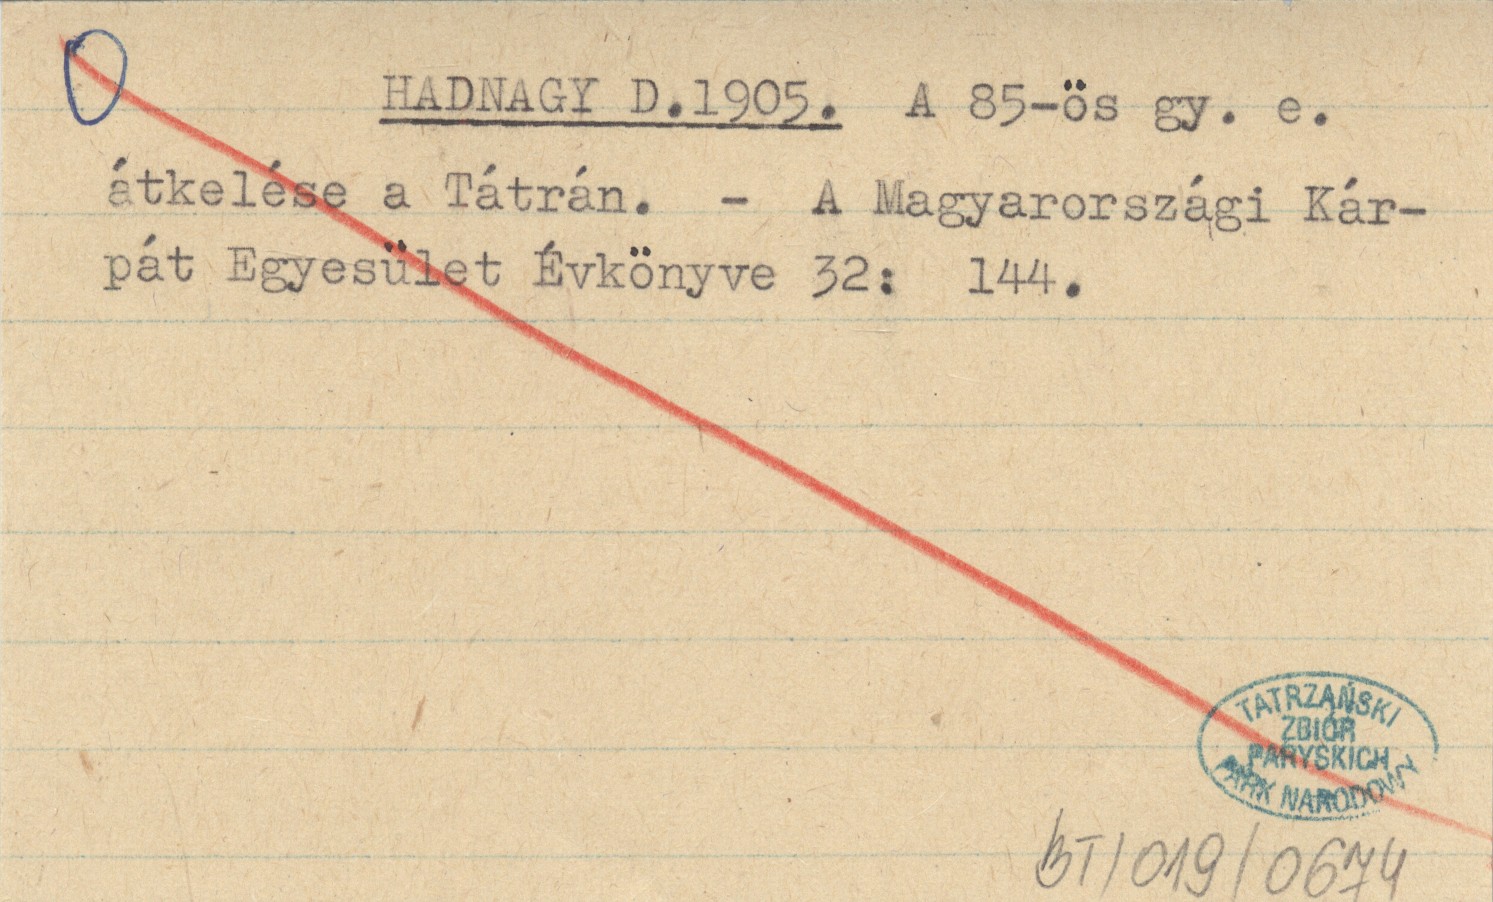 HADNAGY D.1905. A 85-ös gy. e.
átkelése a Tátrán. - A Magyarországi Kár-
pát Egyesület Évkönyve 32: 144.
TATRZAŃSKI
ZBIÓR
PARYSKICH
PARK NARODOWY
BT/019/0674